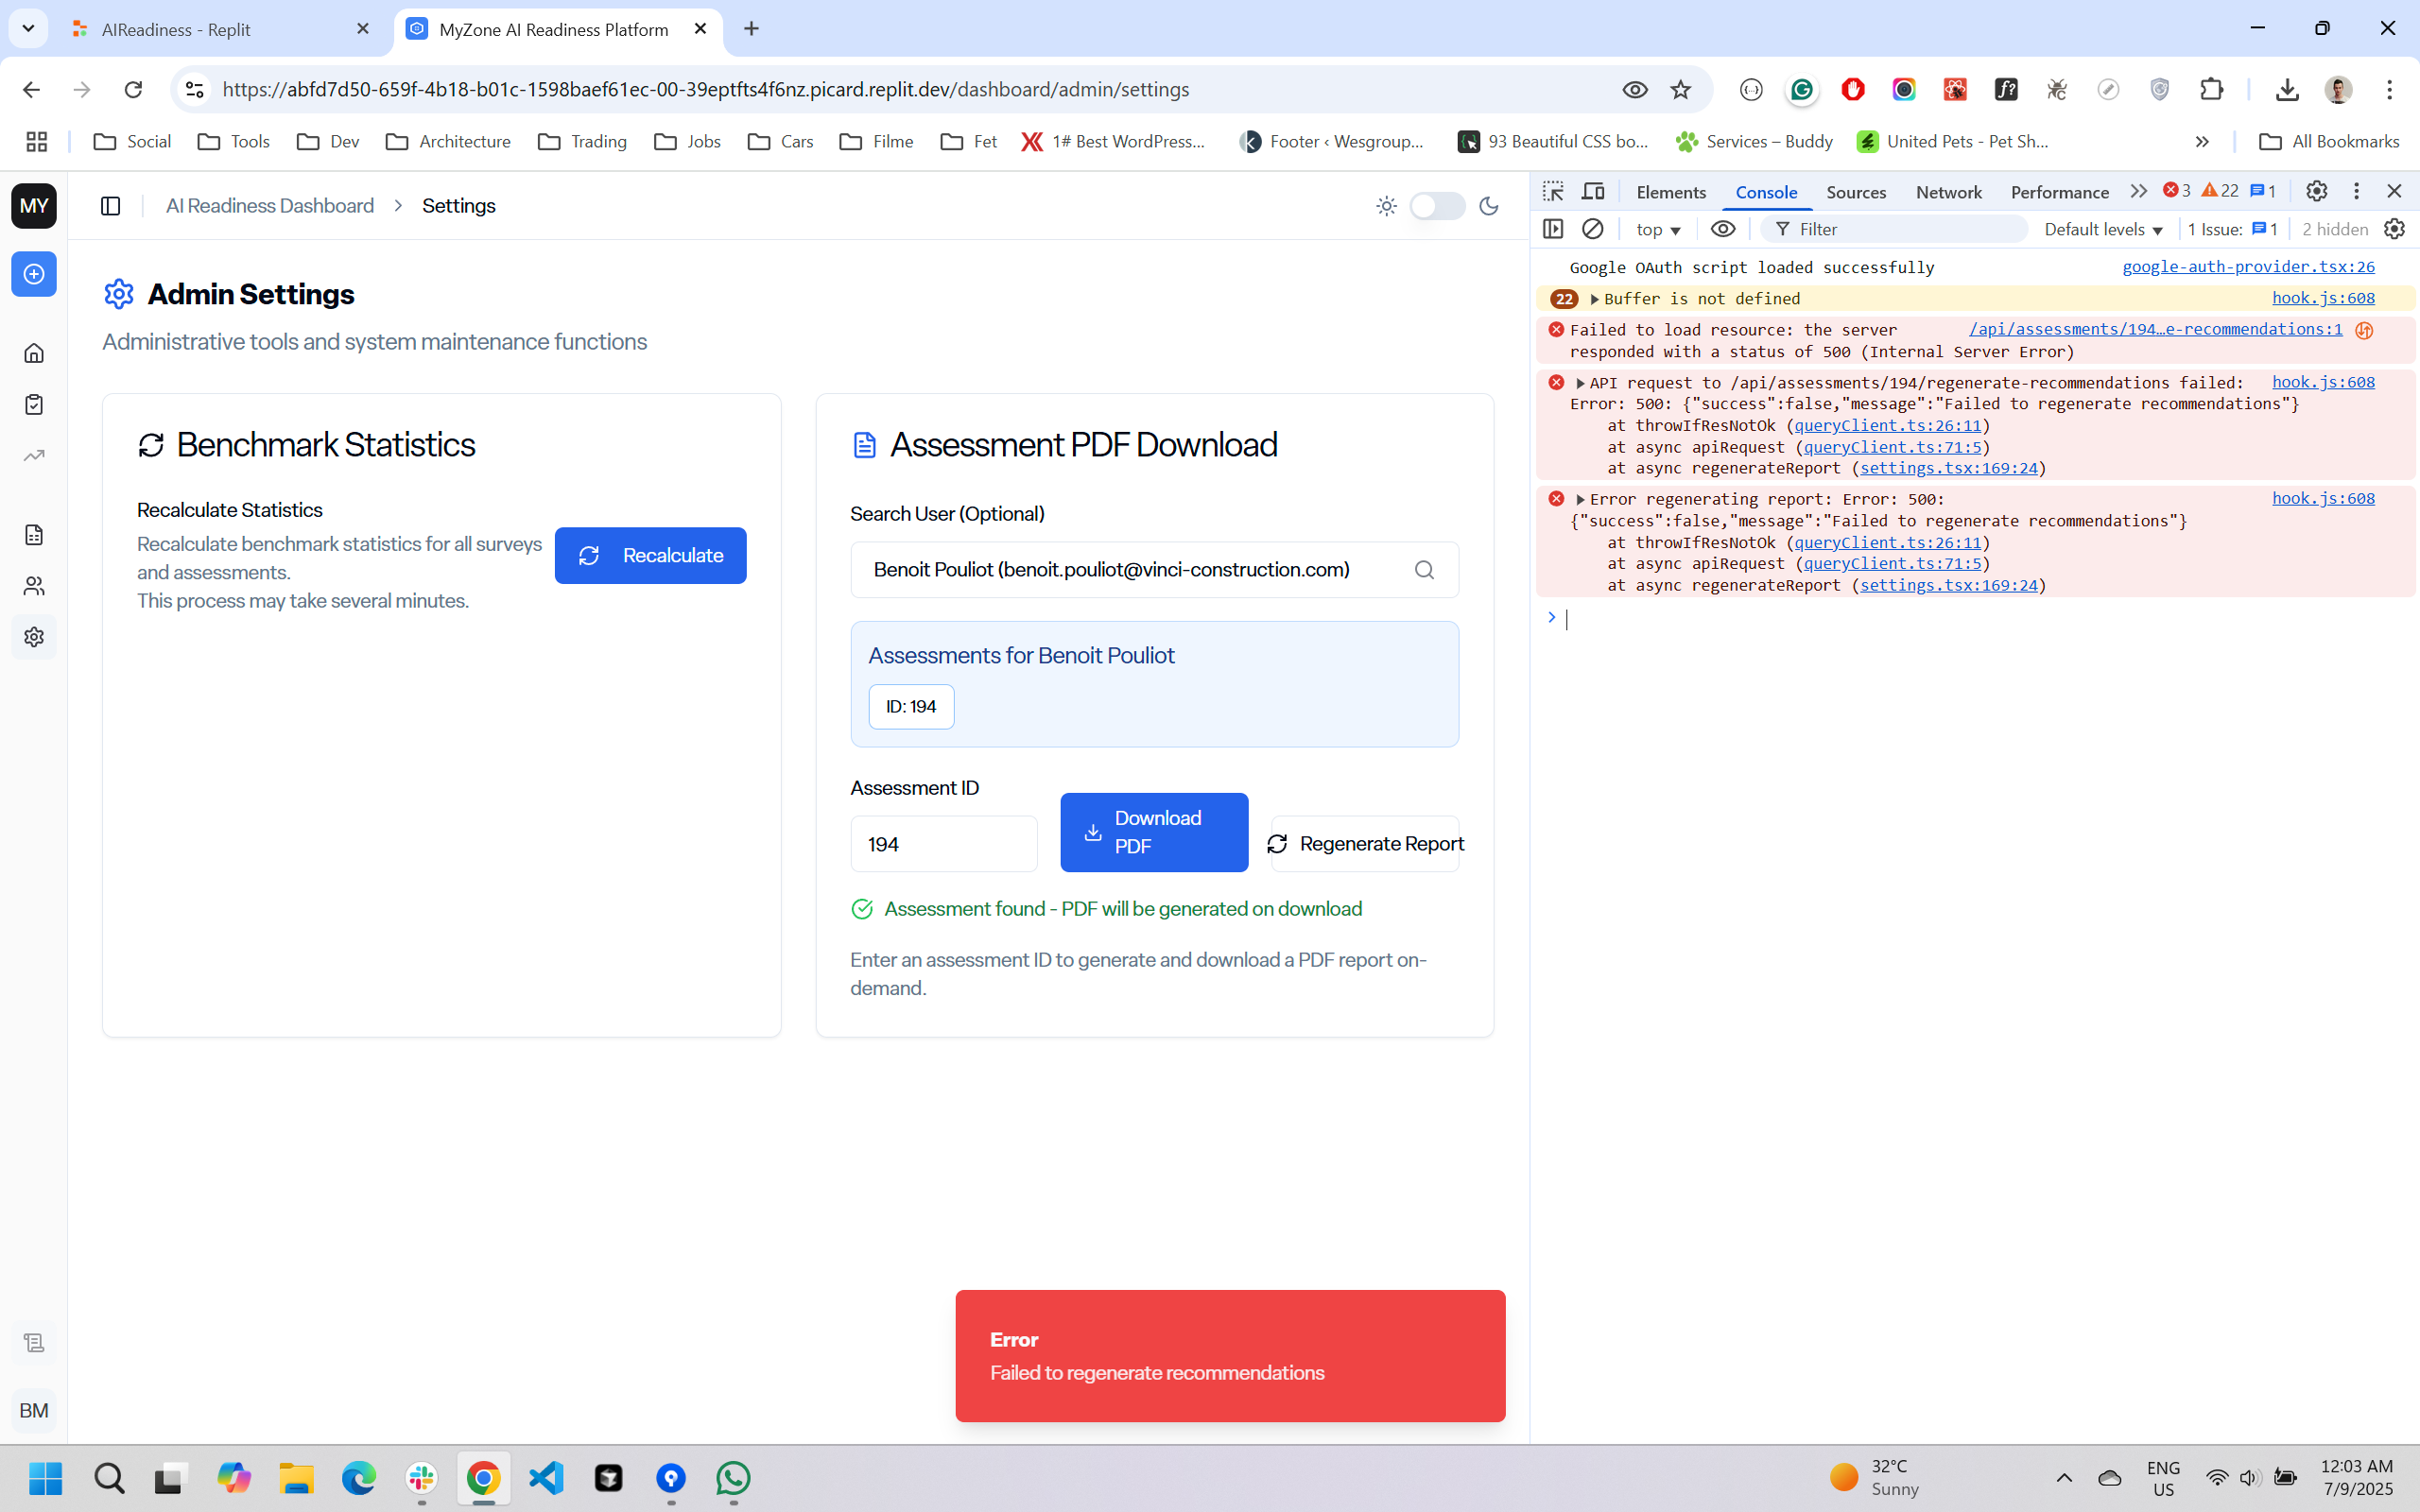 AIReadiness - Replit
MyZone AI Readiness Platform
https://abfd7d50-659f-4b18-b01c-1598baef61ec-00-39eptfts4f6nz.picard.replit.dev/dashboard/admin/settings
Social
Tools
Dev
Architecture
Trading
Jobs
Cars
Filme
Fet
1# Best WordPress...
Footer ‹ Wesgroup...
93 Beautiful CSS bo...
Services – Buddy
United Pets - Pet Sh...
»
All Bookmarks
MY
AI Readiness Dashboard > Settings
Admin Settings
Administrative tools and system maintenance functions
Benchmark Statistics
Recalculate Statistics
Recalculate benchmark statistics for all surveys
and assessments.
This process may take several minutes.
Recalculate
Assessment PDF Download
Search User (Optional)
Benoit Pouliot (benoit.pouliot@vinci-construction.com)
Assessments for Benoit Pouliot
ID: 194
Assessment ID
194
Download
PDF
Regenerate Report
Assessment found - PDF will be generated on download
Enter an assessment ID to generate and download a PDF report on-
demand.
Error
Failed to regenerate recommendations
BM
Elements
Console
Sources
Network
Performance
3
22
1
top
Filter
Default levels
1 Issue: 1
2 hidden
Google OAuth script loaded successfully google-auth-provider.tsx:26
22 Buffer is not defined hook.js:608
Failed to load resource: the server /api/assessments/194…e-recommendations:1
responded with a status of 500 (Internal Server Error)
API request to /api/assessments/194/regenerate-recommendations failed: hook.js:608
Error: 500: {"success":false,"message":"Failed to regenerate recommendations"}
at throwIfResNotOk (queryClient.ts:26:11)
at async apiRequest (queryClient.ts:71:5)
at async regenerateReport (settings.tsx:169:24)
Error regenerating report: Error: 500: hook.js:608
{"success":false,"message":"Failed to regenerate recommendations"}
at throwIfResNotOk (queryClient.ts:26:11)
at async apiRequest (queryClient.ts:71:5)
at async regenerateReport (settings.tsx:169:24)
32°C
Sunny
ENG
US
12:03 AM
7/9/2025